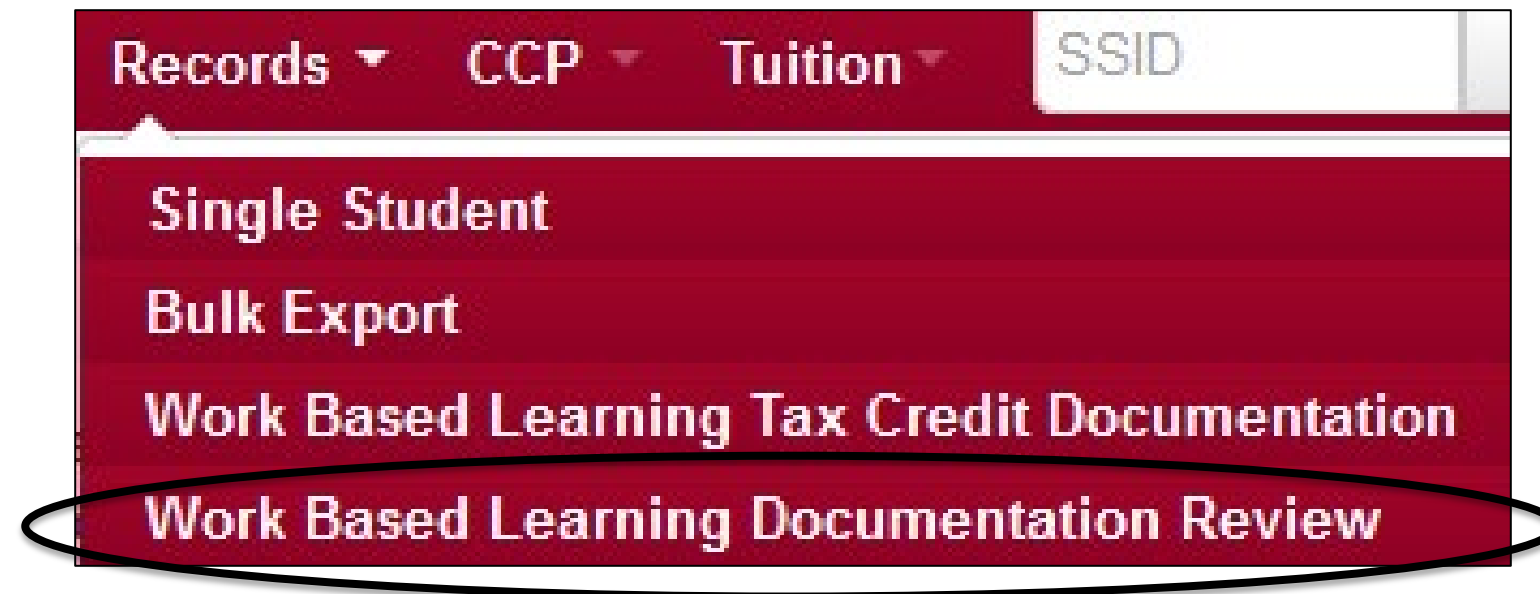 Records CCP Tuition SSID
Single Student
Bulk Export
Work Based Learning Tax Credit Documentation
Work Based Learning Documentation Review